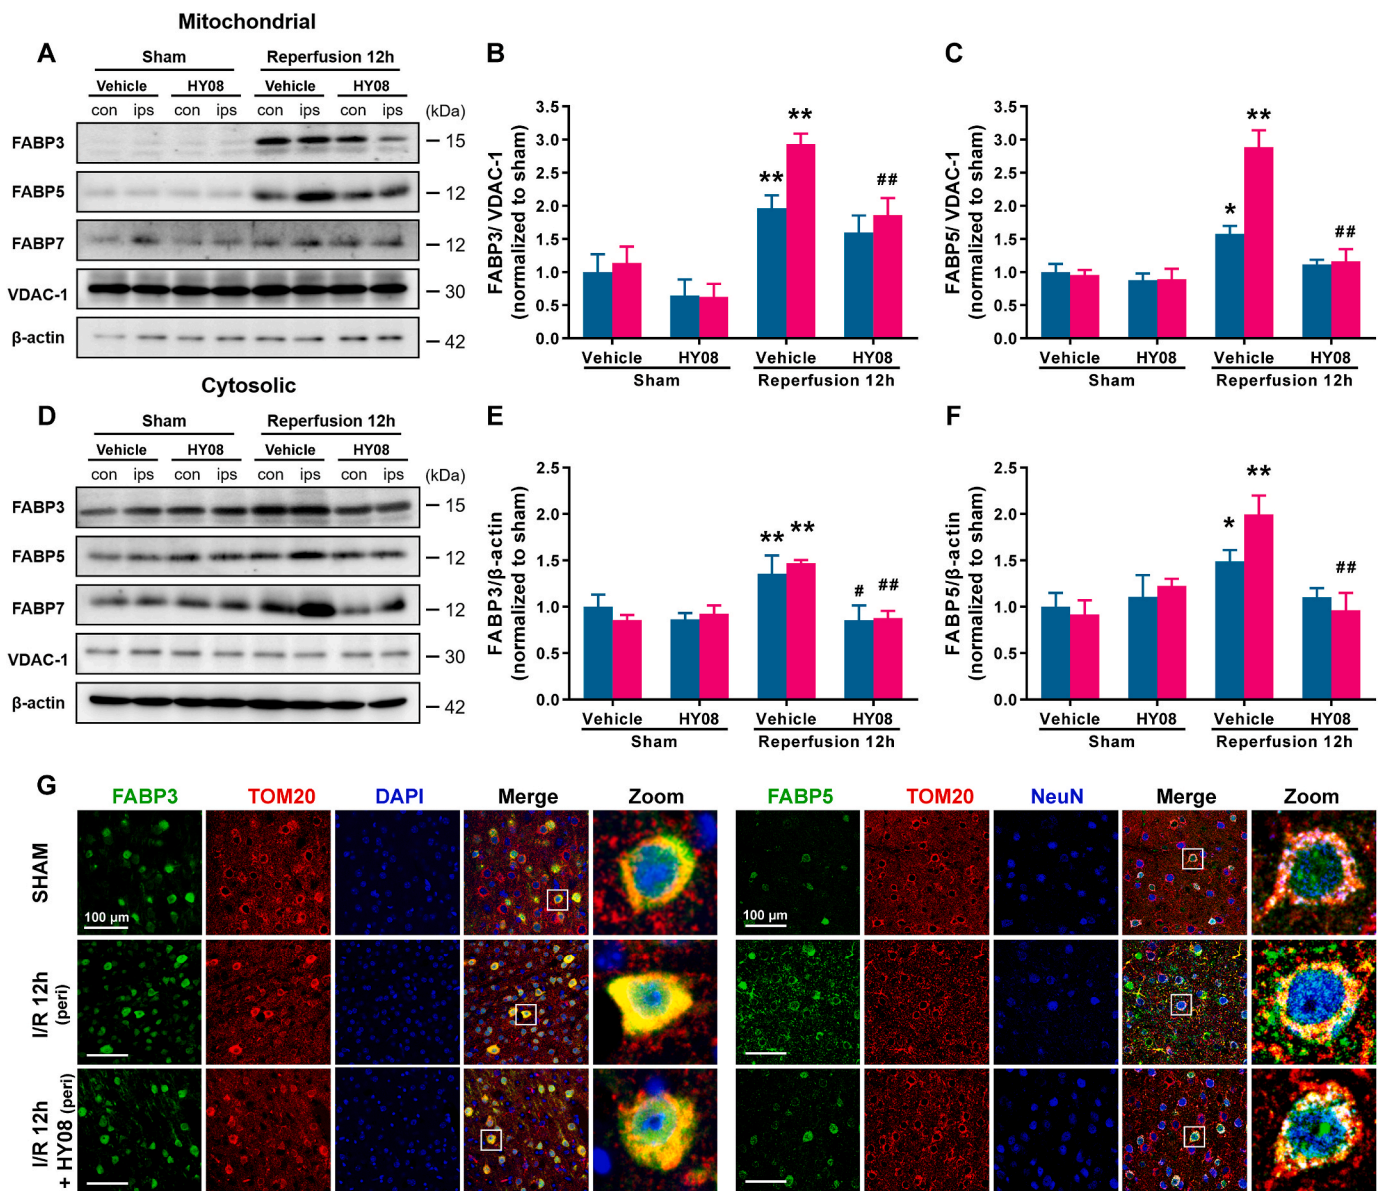 Mitochondrial
A
Sham
Reperfusion 12h
Vehicle
HY08
Vehicle
HY08
con ips con ips con ips con ips (kDa)
FABP3
15
FABP5
12
FABP7
12
VDAC-1
30
β-actin
42
B
FABP3/ VDAC-1
(normalized to sham)
3.5
3.0
2.5
2.0
1.5
1.0
0.5
0.0
**
**
##
Vehicle HY08 Vehicle HY08
Sham Reperfusion 12h
C
FABP5/ VDAC-1
(normalized to sham)
3.5
3.0
2.5
2.0
1.5
1.0
0.5
0.0
*
**
##
Vehicle HY08 Vehicle HY08
Sham Reperfusion 12h
Cytosolic
D
Sham
Reperfusion 12h
Vehicle
HY08
Vehicle
HY08
con ips con ips con ips con ips (kDa)
FABP3
15
FABP5
12
FABP7
12
VDAC-1
30
β-actin
42
E
FABP3/β-actin
(normalized to sham)
2.5
2.0
1.5
1.0
0.5
0.0
**
**
#
##
Vehicle HY08 Vehicle HY08
Sham Reperfusion 12h
F
FABP5/β-actin
(normalized to sham)
2.5
2.0
1.5
1.0
0.5
0.0
*
**
##
Vehicle HY08 Vehicle HY08
Sham Reperfusion 12h
G
FABP3 TOM20 DAPI Merge Zoom FABP5 TOM20 NeuN Merge Zoom
SHAM
100 μm
100 μm
I/R 12h
(peri)
I/R 12h
+ HY08 (peri)